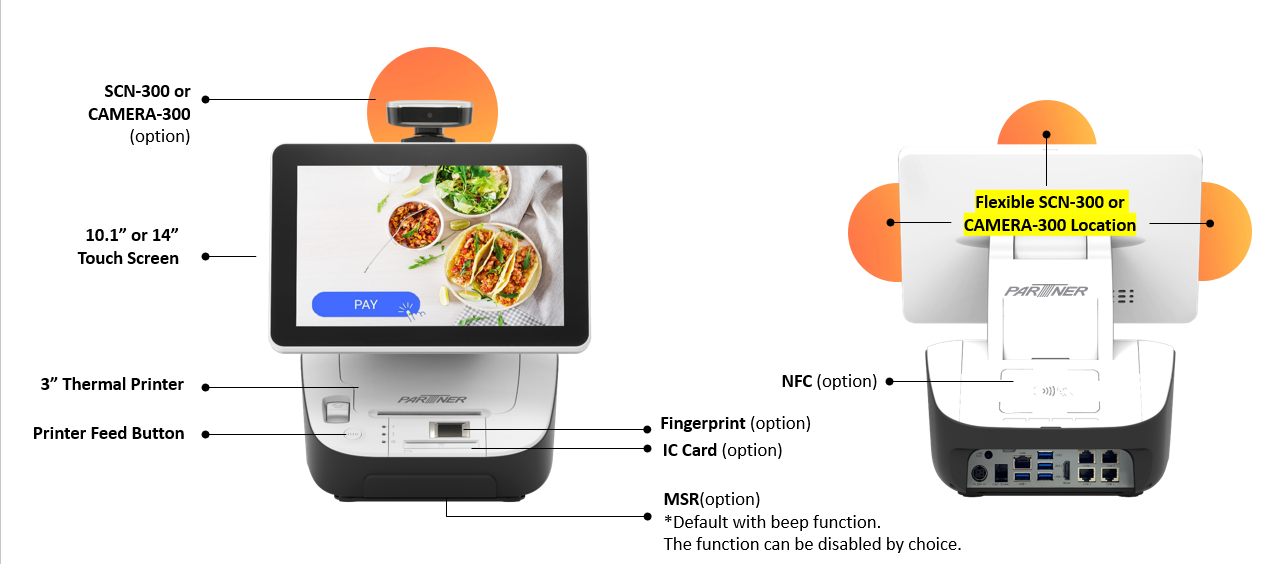 SCN-300 or
CAMERA-300
(option)
10.1” or 14”
Touch Screen
PAY
3” Thermal Printer
PARTNER
Printer Feed Button
Fingerprint (option)
IC Card (option)
MSR(option)
*Default with beep function.
The function can be disabled by choice.
Flexible SCN-300 or
CAMERA-300 Location
PARTNER
NFC (option)